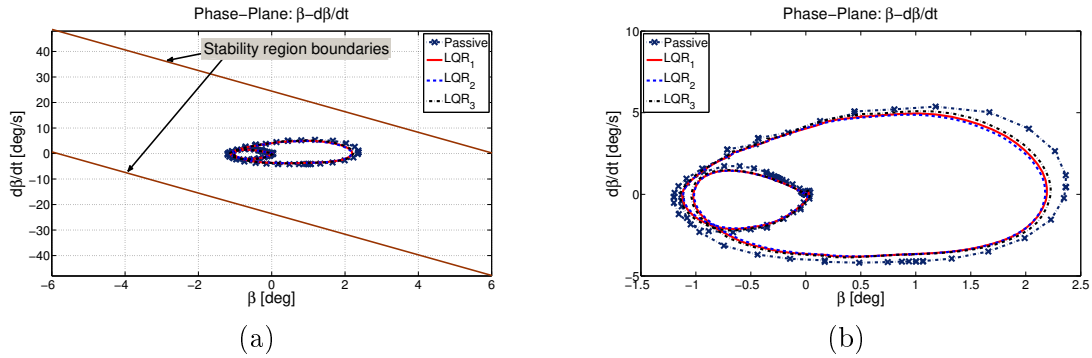 Phase−Plane: β−dβ/dt
Stability region boundaries
Passive
LQR1
LQR2
LQR3
40
30
20
10
0
−10
−20
−30
−40
dβ/dt [deg/s]
−6
−4
−2
0
2
4
6
β [deg]
(a)
Phase−Plane: β−dβ/dt
Passive
LQR1
LQR2
LQR3
10
5
0
−5
dβ/dt [deg/s]
−1.5
−1
−0.5
0
0.5
1
1.5
2
2.5
β [deg]
(b)